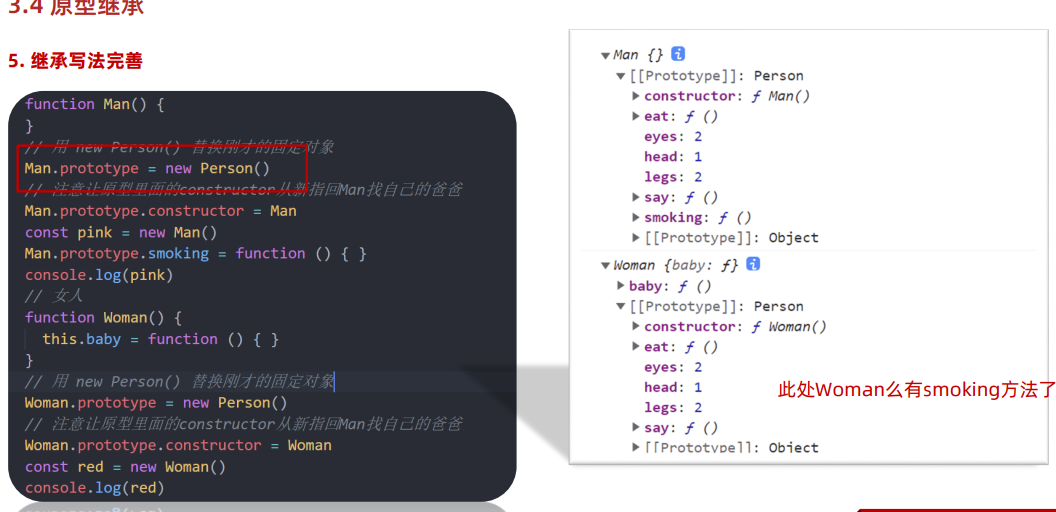 3.4 原型继承
5. 继承写法完善
function Man() {
}
// 用 new Person() 替换刚才的固定对象
Man.prototype = new Person()
// 注意让原型里面的constructor从新指回Man找自己的爸爸
Man.prototype.constructor = Man
const pink = new Man()
Man.prototype.smoking = function () { }
console.log(pink)
// 女人
function Woman() {
this.baby = function () { }
}
// 用 new Person() 替换刚才的固定对象
Woman.prototype = new Person()
// 注意让原型里面的constructor从新指回Man找自己的爸爸
Woman.prototype.constructor = Woman
const red = new Woman()
console.log(red)
Man {} i
[[Prototype]]: Person
constructor: ƒ Man()
eat: ƒ ()
eyes: 2
head: 1
legs: 2
say: ƒ ()
smoking: ƒ ()
[[Prototype]]: Object
Woman {baby: ƒ} i
baby: ƒ ()
[[Prototype]]: Person
constructor: ƒ Woman()
eat: ƒ ()
eyes: 2
head: 1
legs: 2
say: ƒ ()
[[Prototype]]: Object
此处Woman么有smoking方法了